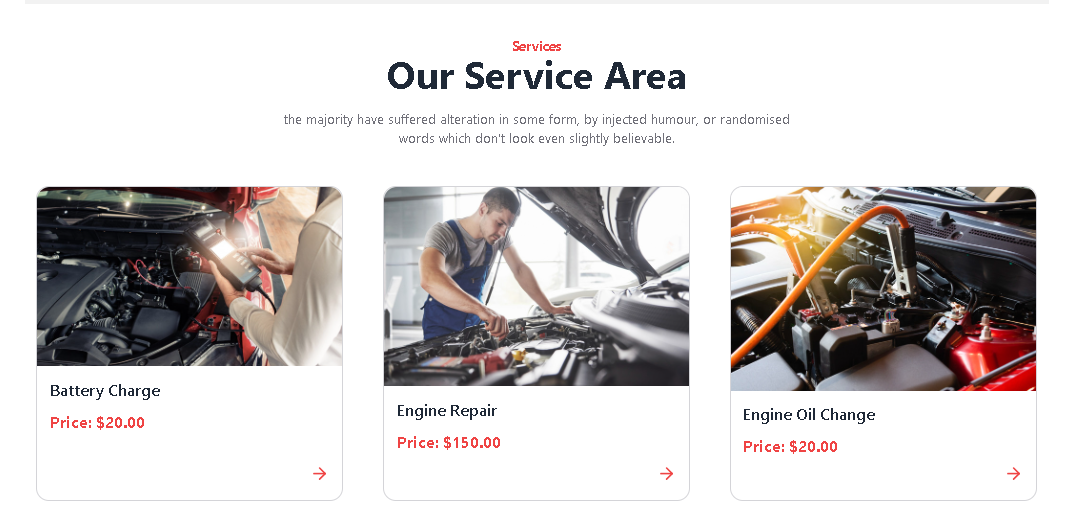 Services
Our Service Area
the majority have suffered alteration in some form, by injected humour, or randomised
words which don't look even slightly believable.
Battery Charge
Price: $20.00
Engine Repair
Price: $150.00
Engine Oil Change
Price: $20.00